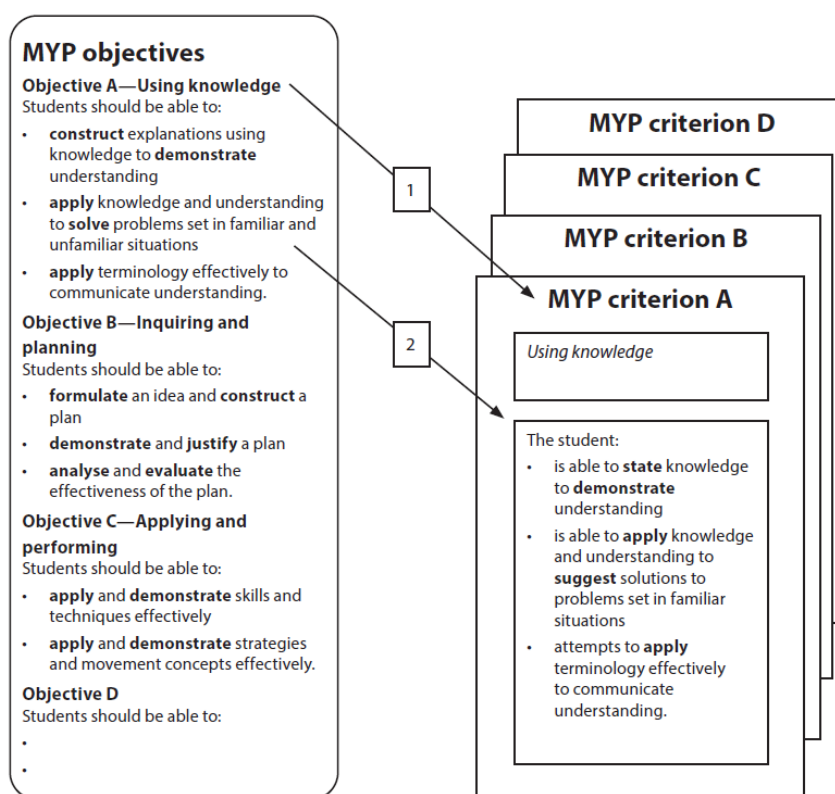 MYP objectives
Objective A—Using knowledge
Students should be able to:
• construct explanations using
knowledge to demonstrate
understanding
• apply knowledge and understanding
to solve problems set in familiar and
unfamiliar situations
• apply terminology effectively to
communicate understanding.
Objective B—Inquiring and
planning
Students should be able to:
• formulate an idea and construct a
plan
• demonstrate and justify a plan
• analyse and evaluate the
effectiveness of the plan.
Objective C—Applying and
performing
Students should be able to:
• apply and demonstrate skills and
techniques effectively
• apply and demonstrate strategies
and movement concepts effectively.
Objective D
Students should be able to:
•
•
1
2
MYP criterion D
MYP criterion C
MYP criterion B
MYP criterion A
Using knowledge
The student:
• is able to state knowledge
to demonstrate
understanding
• is able to apply knowledge
and understanding to
suggest solutions to
problems set in familiar
situations
• attempts to apply
terminology effectively
to communicate
understanding.